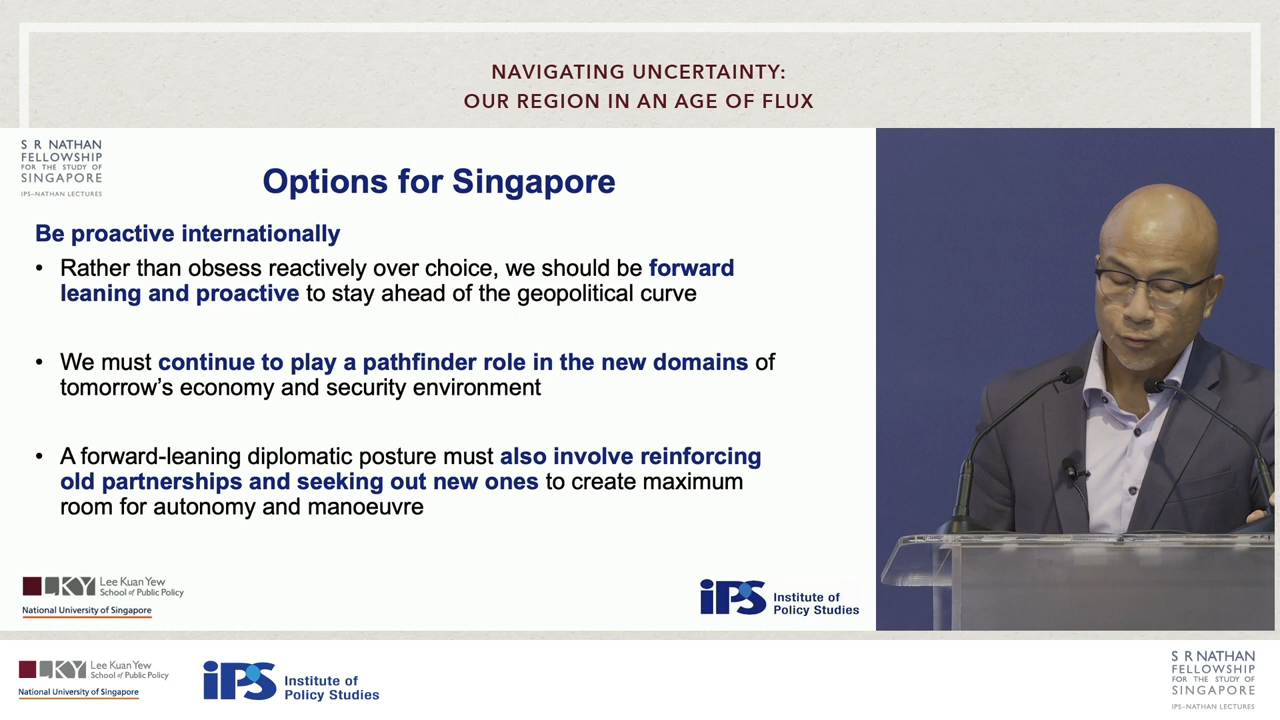 NAVIGATING UNCERTAINTY:
OUR REGION IN AN AGE OF FLUX
S R NATHAN
FELLOWSHIP
FOR THE STUDY OF
SINGAPORE
IPS–NATHAN LECTURES
Options for Singapore
Be proactive internationally
• Rather than obsess reactively over choice, we should be forward
leaning and proactive to stay ahead of the geopolitical curve
• We must continue to play a pathfinder role in the new domains of
tomorrow’s economy and security environment
• A forward-leaning diplomatic posture must also involve reinforcing
old partnerships and seeking out new ones to create maximum
room for autonomy and manoeuvre
LKY Lee Kuan Yew
School of Public Policy
National University of Singapore
iPS Institute of
Policy Studies
LKY Lee Kuan Yew
School of Public Policy
National University of Singapore
iPS Institute of
Policy Studies
S R NATHAN
FELLOWSHIP
FOR THE STUDY OF
SINGAPORE
IPS–NATHAN LECTURES